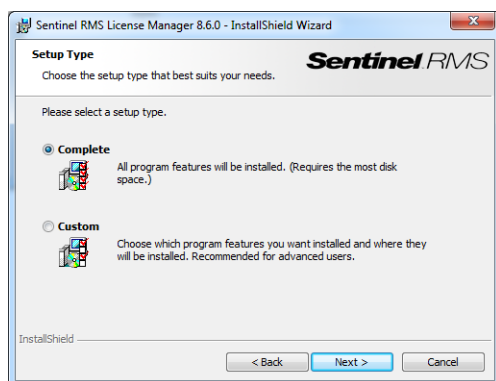 Sentinel RMS License Manager 8.6.0 - InstallShield Wizard
Setup Type
Choose the setup type that best suits your needs.
Sentinel.RMS
Please select a setup type.
Complete
All program features will be installed. (Requires the most disk
space.)
Custom
Choose which program features you want installed and where they
will be installed. Recommended for advanced users.
InstallShield
< Back
Next >
Cancel